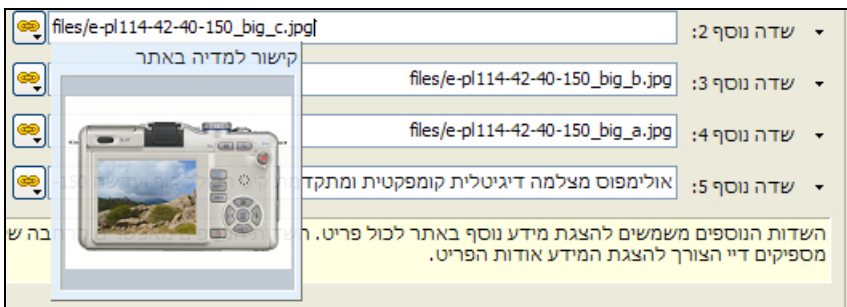 שדה נוסף 2:
files/e-pl114-42-40-150_big_c.jpg
קישור למדיה באתר
שדה נוסף 3:
files/e-pl114-42-40-150_big_b.jpg
שדה נוסף 4:
files/e-pl114-42-40-150_big_a.jpg
שדה נוסף 5:
אולימפוס מצלמה דיגיטלית קומפקטית ומתקדמת
השדות הנוספים משמשים להצגת מידע נוסף באתר לכול פריט.
מספיקים דיי הצורך להצגת המידע אודות הפריט.